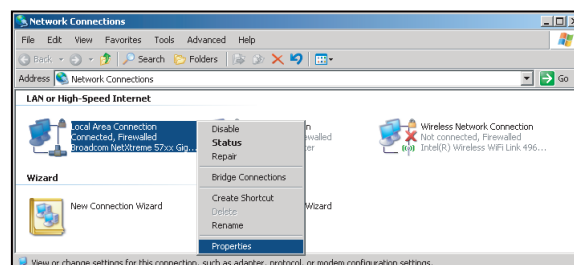 Network Connections
File Edit View Favorites Tools Advanced Help
Back Search Folders
Address Network Connections Go
LAN or High-Speed Internet
Local Area Connection
Connected, Firewalled
Broadcom NetXtreme 57xx Gig...
Wireless Network Connection
Not connected, Firewalled
Intel(R) Wireless WiFi Link 496...
Disable
Status
Repair
Bridge Connections
Create Shortcut
Delete
Rename
Properties
Wizard
New Connection Wizard
Wizard
View or change settings for this connection, such as adapter, protocol, or modem configuration settings.